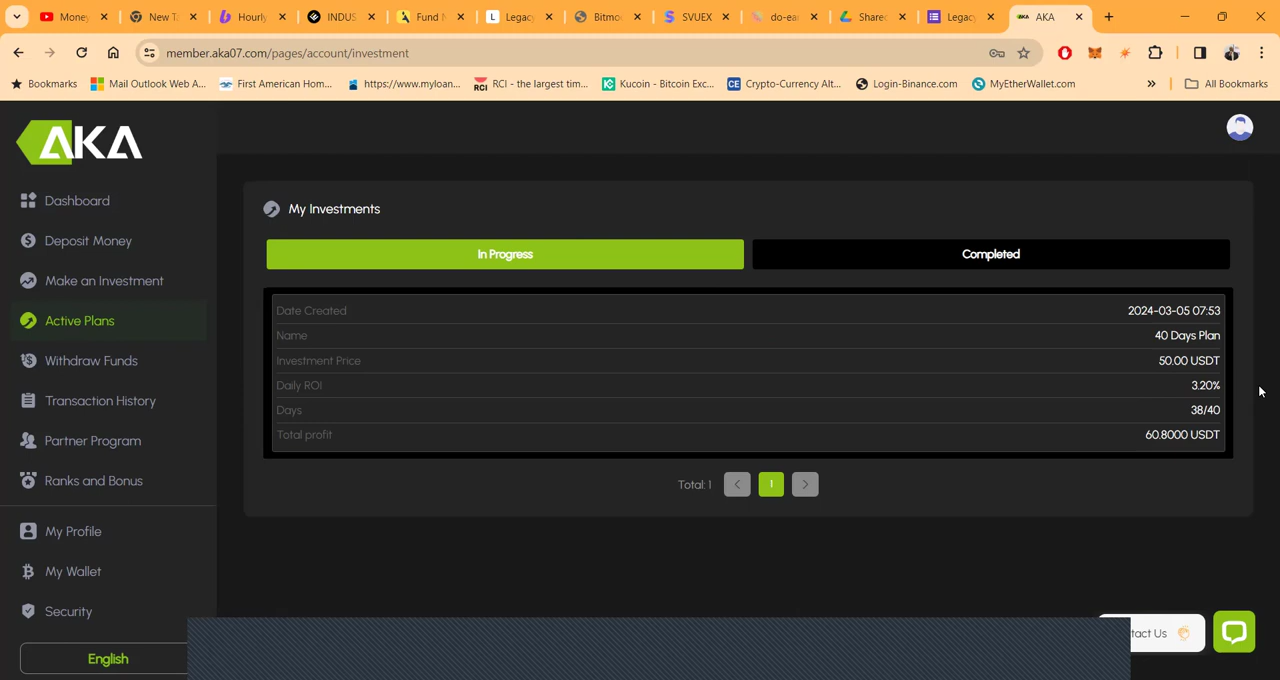 Money
New T
Hourly
INDUS
Fund M
Legacy
Bitmo
SVUEX
do-ear
Shared
Legacy
AKA
member.aka07.com/pages/account/investment
Bookmarks
Mail Outlook Web A...
First American Hom...
https://www.myloan...
RCI - the largest tim...
Kucoin - Bitcoin Exc...
Crypto-Currency Alt...
Login-Binance.com
MyEtherWallet.com
»
All Bookmarks
AKA
Dashboard
Deposit Money
Make an Investment
Active Plans
Withdraw Funds
Transaction History
Partner Program
Ranks and Bonus
My Profile
My Wallet
Security
English
My Investments
In Progress
Completed
Date Created 2024-03-05 07:53
Name 40 Days Plan
Investment Price 50.00 USDT
Daily ROI 3.20%
Days 38/40
Total profit 60.8000 USDT
Total: 1 < 1 >
tact Us